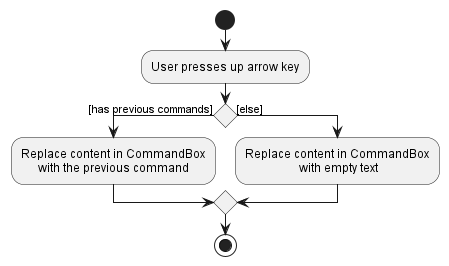 User presses up arrow key
[has previous commands]
[else]
Replace content in CommandBox
with the previous command
Replace content in CommandBox
with empty text